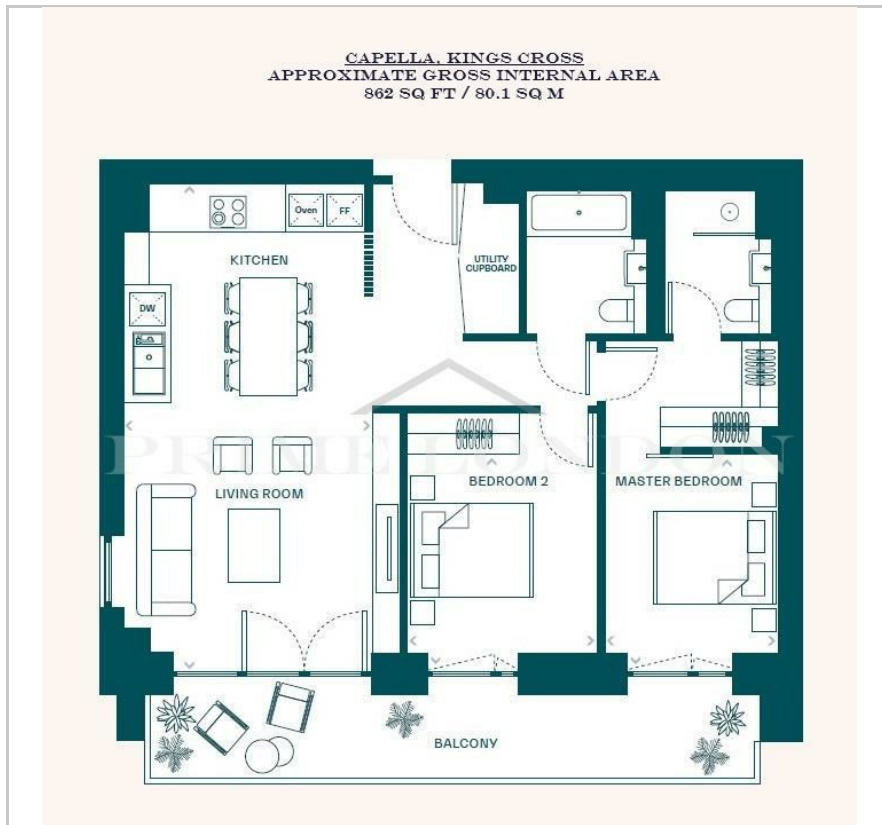 CAPELLA, KINGS CROSS
APPROXIMATE GROSS INTERNAL AREA
862 SQ FT / 80.1 SQ M
Oven
FF
KITCHEN
UTILITY
CUPBOARD
DW
PRIME LONDON
BEDROOM 2
MASTER BEDROOM
LIVING ROOM
BALCONY